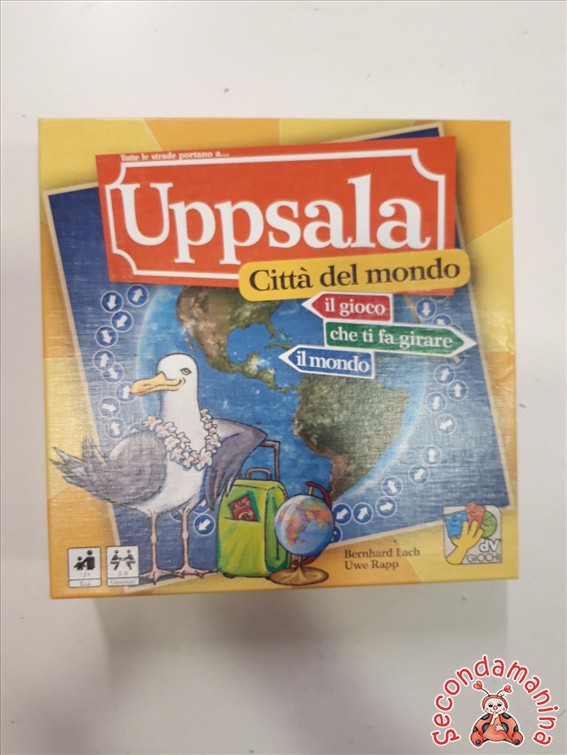 Tutte le strade portano a...
Uppsala
Città del mondo
il gioco
che ti fa girare
il mondo
Bernhard Lach
Uwe Rapp
dV
GIOCHI
Secondamanina